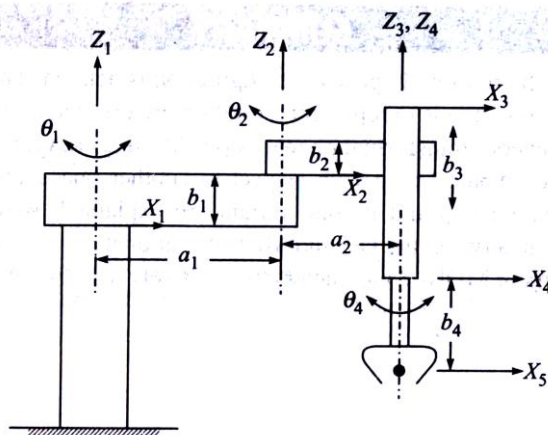 Z₁
Z₂
Z₃, Z₄
X₃
θ₁
θ₂
b₂
b₃
X₁
b₁
X₂
a₁
a₂
X₄
θ₄
b₄
X₅